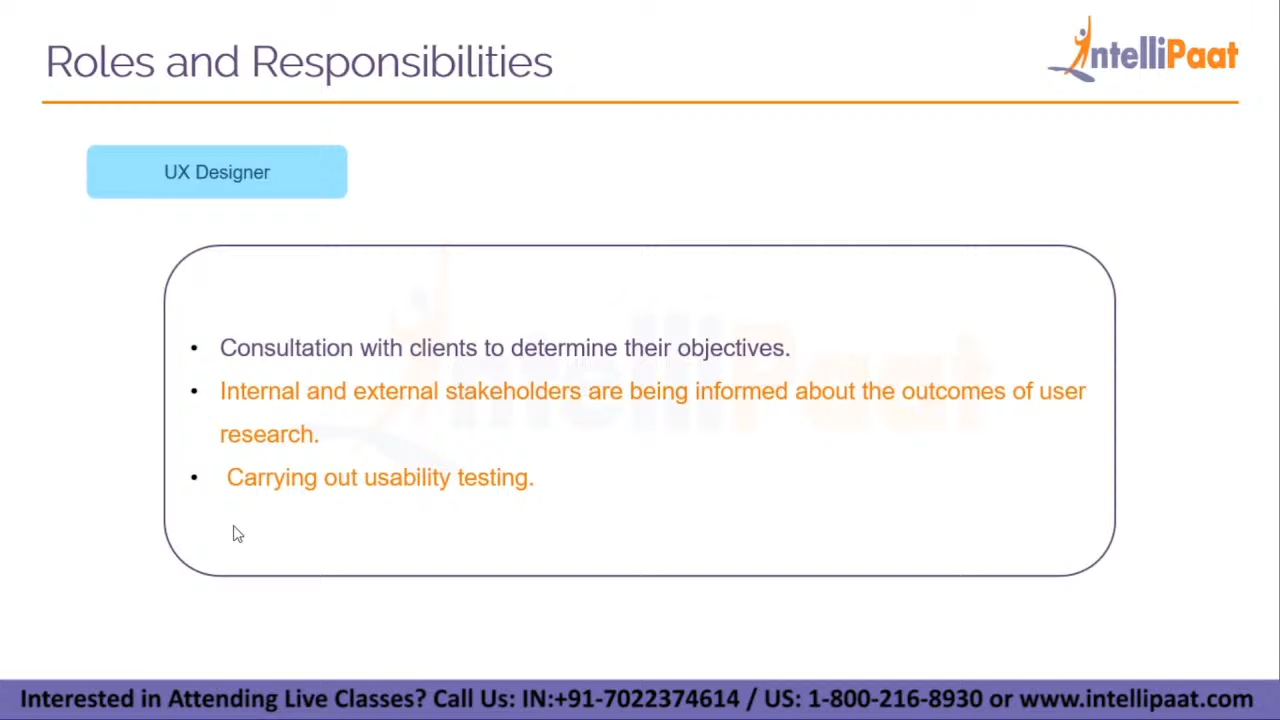 Roles and Responsibilities
IntelliPaat
UX Designer
• Consultation with clients to determine their objectives.
• Internal and external stakeholders are being informed about the outcomes of user
research.
• Carrying out usability testing.
IntelliPaat
Interested in Attending Live Classes? Call Us: IN:+91-7022374614 / US: 1-800-216-8930 or www.intellipaat.com